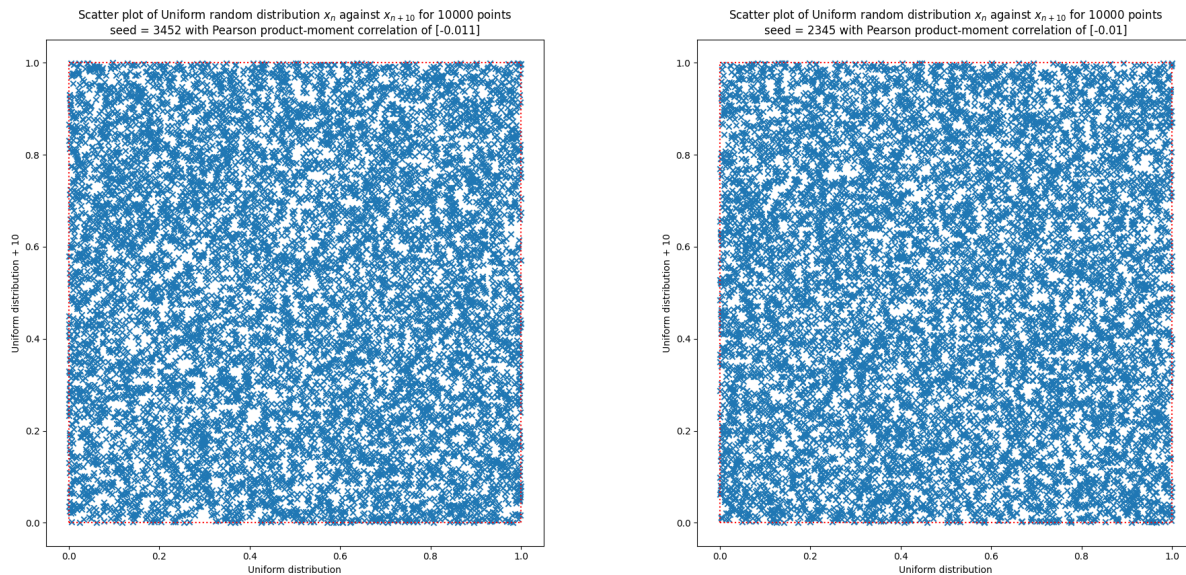 Scatter plot of Uniform random distribution xₙ against xₙ₊₁₀ for 10000 points
seed = 3452 with Pearson product-moment correlation of [-0.011]
1.0
0.8
0.6
0.4
0.2
0.0
Uniform distribution + 10
0.0 0.2 0.4 0.6 0.8 1.0
Uniform distribution
Scatter plot of Uniform random distribution xₙ against xₙ₊₁₀ for 10000 points
seed = 2345 with Pearson product-moment correlation of [-0.01]
1.0
0.8
0.6
0.4
0.2
0.0
Uniform distribution + 10
0.0 0.2 0.4 0.6 0.8 1.0
Uniform distribution